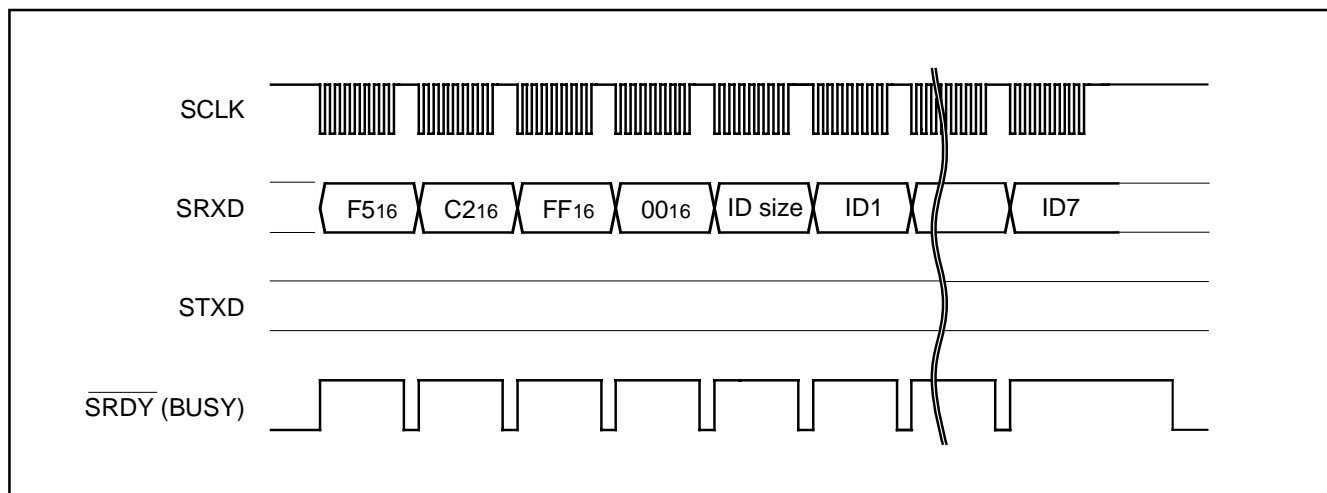 SCLK
SRXD F516 C216 FF16 0016 ID size ID1 ID7
STXD
SRDY (BUSY)